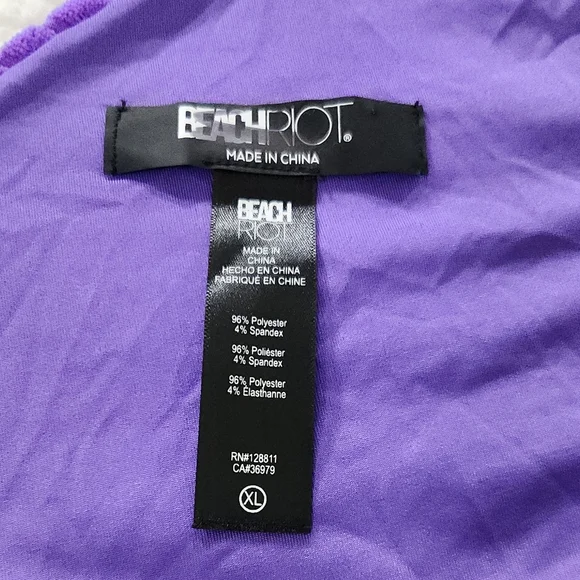 BEACHRIOT®
MADE IN CHINA
BEACH
RIOT
MADE IN
CHINA
HECHO EN CHINA
FABRIQUÉ EN CHINE
96% Polyester
4% Spandex
96% Poliéster
4% Spandex
96% Polyester
4% Élasthanne
RN#128811
CA#36979
XL